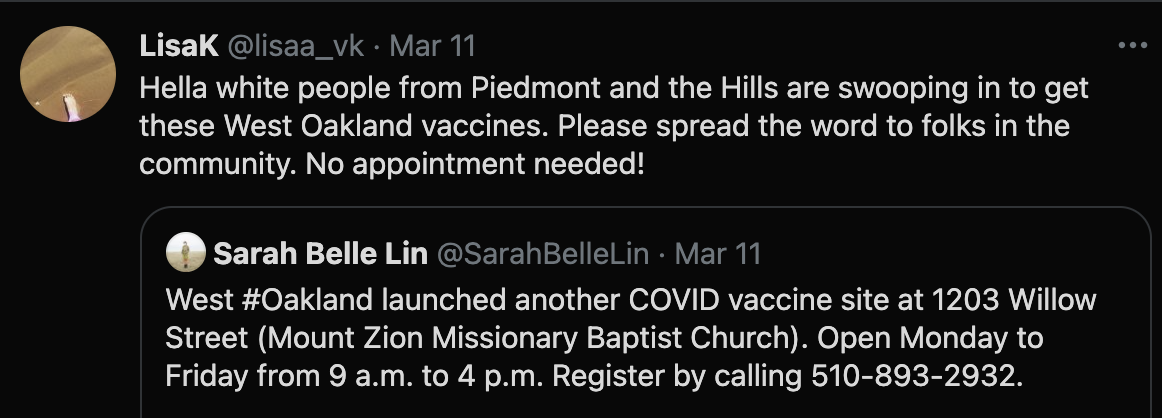 LisaK @lisaa_vk · Mar 11
Hella white people from Piedmont and the Hills are swooping in to get
these West Oakland vaccines. Please spread the word to folks in the
community. No appointment needed!
Sarah Belle Lin @SarahBelleLin · Mar 11
West #Oakland launched another COVID vaccine site at 1203 Willow
Street (Mount Zion Missionary Baptist Church). Open Monday to
Friday from 9 a.m. to 4 p.m. Register by calling 510-893-2932.